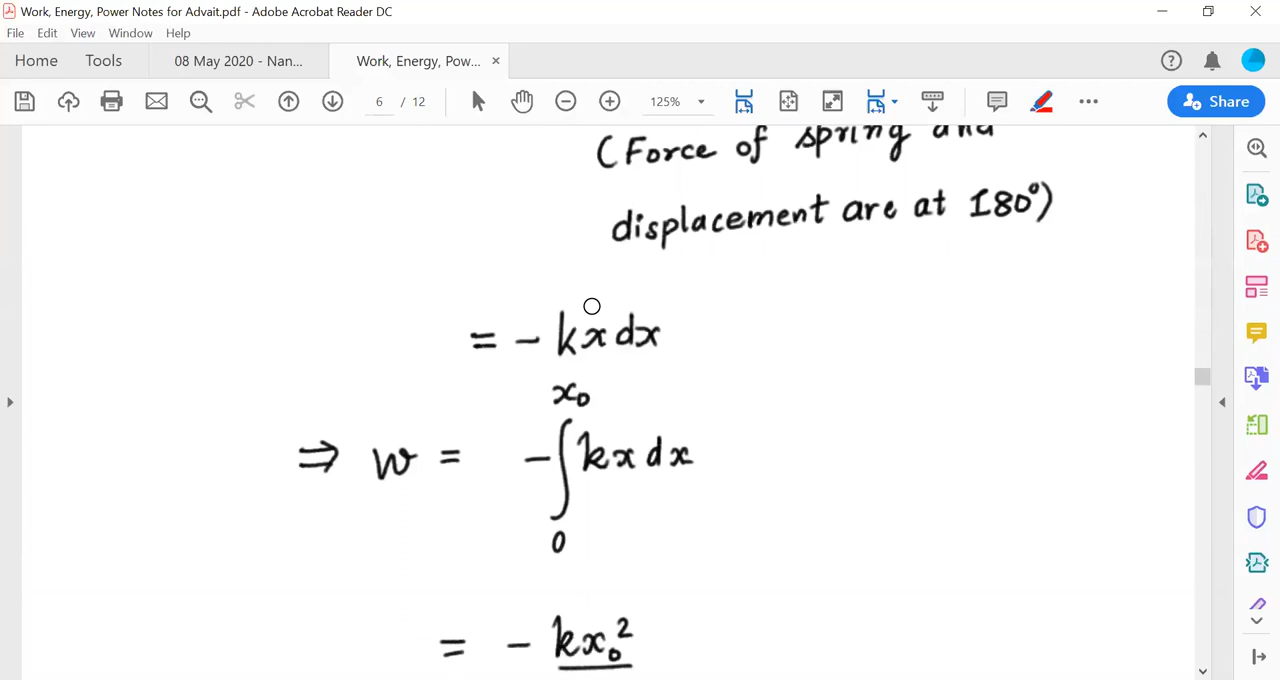 Work, Energy, Power Notes for Advait.pdf - Adobe Acrobat Reader DC
File Edit View Window Help
Home Tools 08 May 2020 - Nan... Work, Energy, Pow... ×
6 / 12 125% Share
(Force of spring and
displacement are at 180°)
= - kx dx
x₀
⇒ W = - ∫ kx dx
0
= - kx₀²